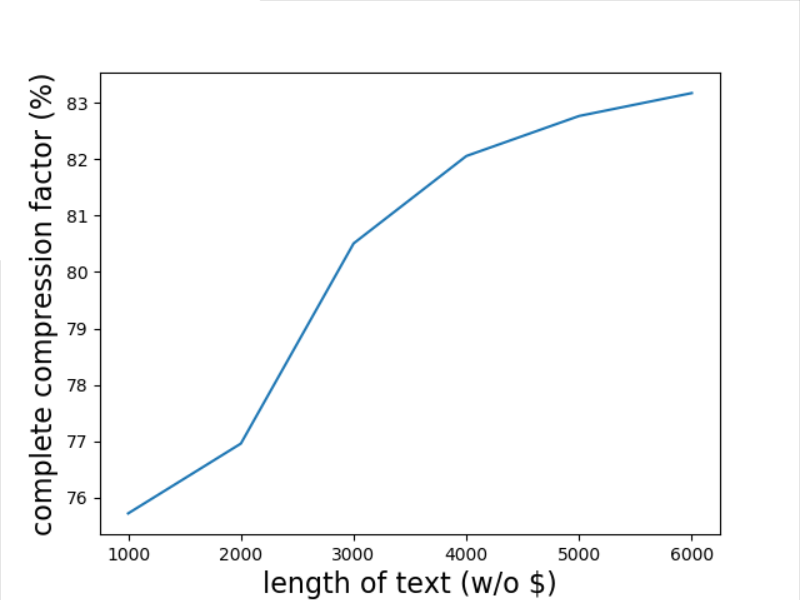 complete compression factor (%)
83
82
81
80
79
78
77
76
1000 2000 3000 4000 5000 6000
length of text (w/o $)